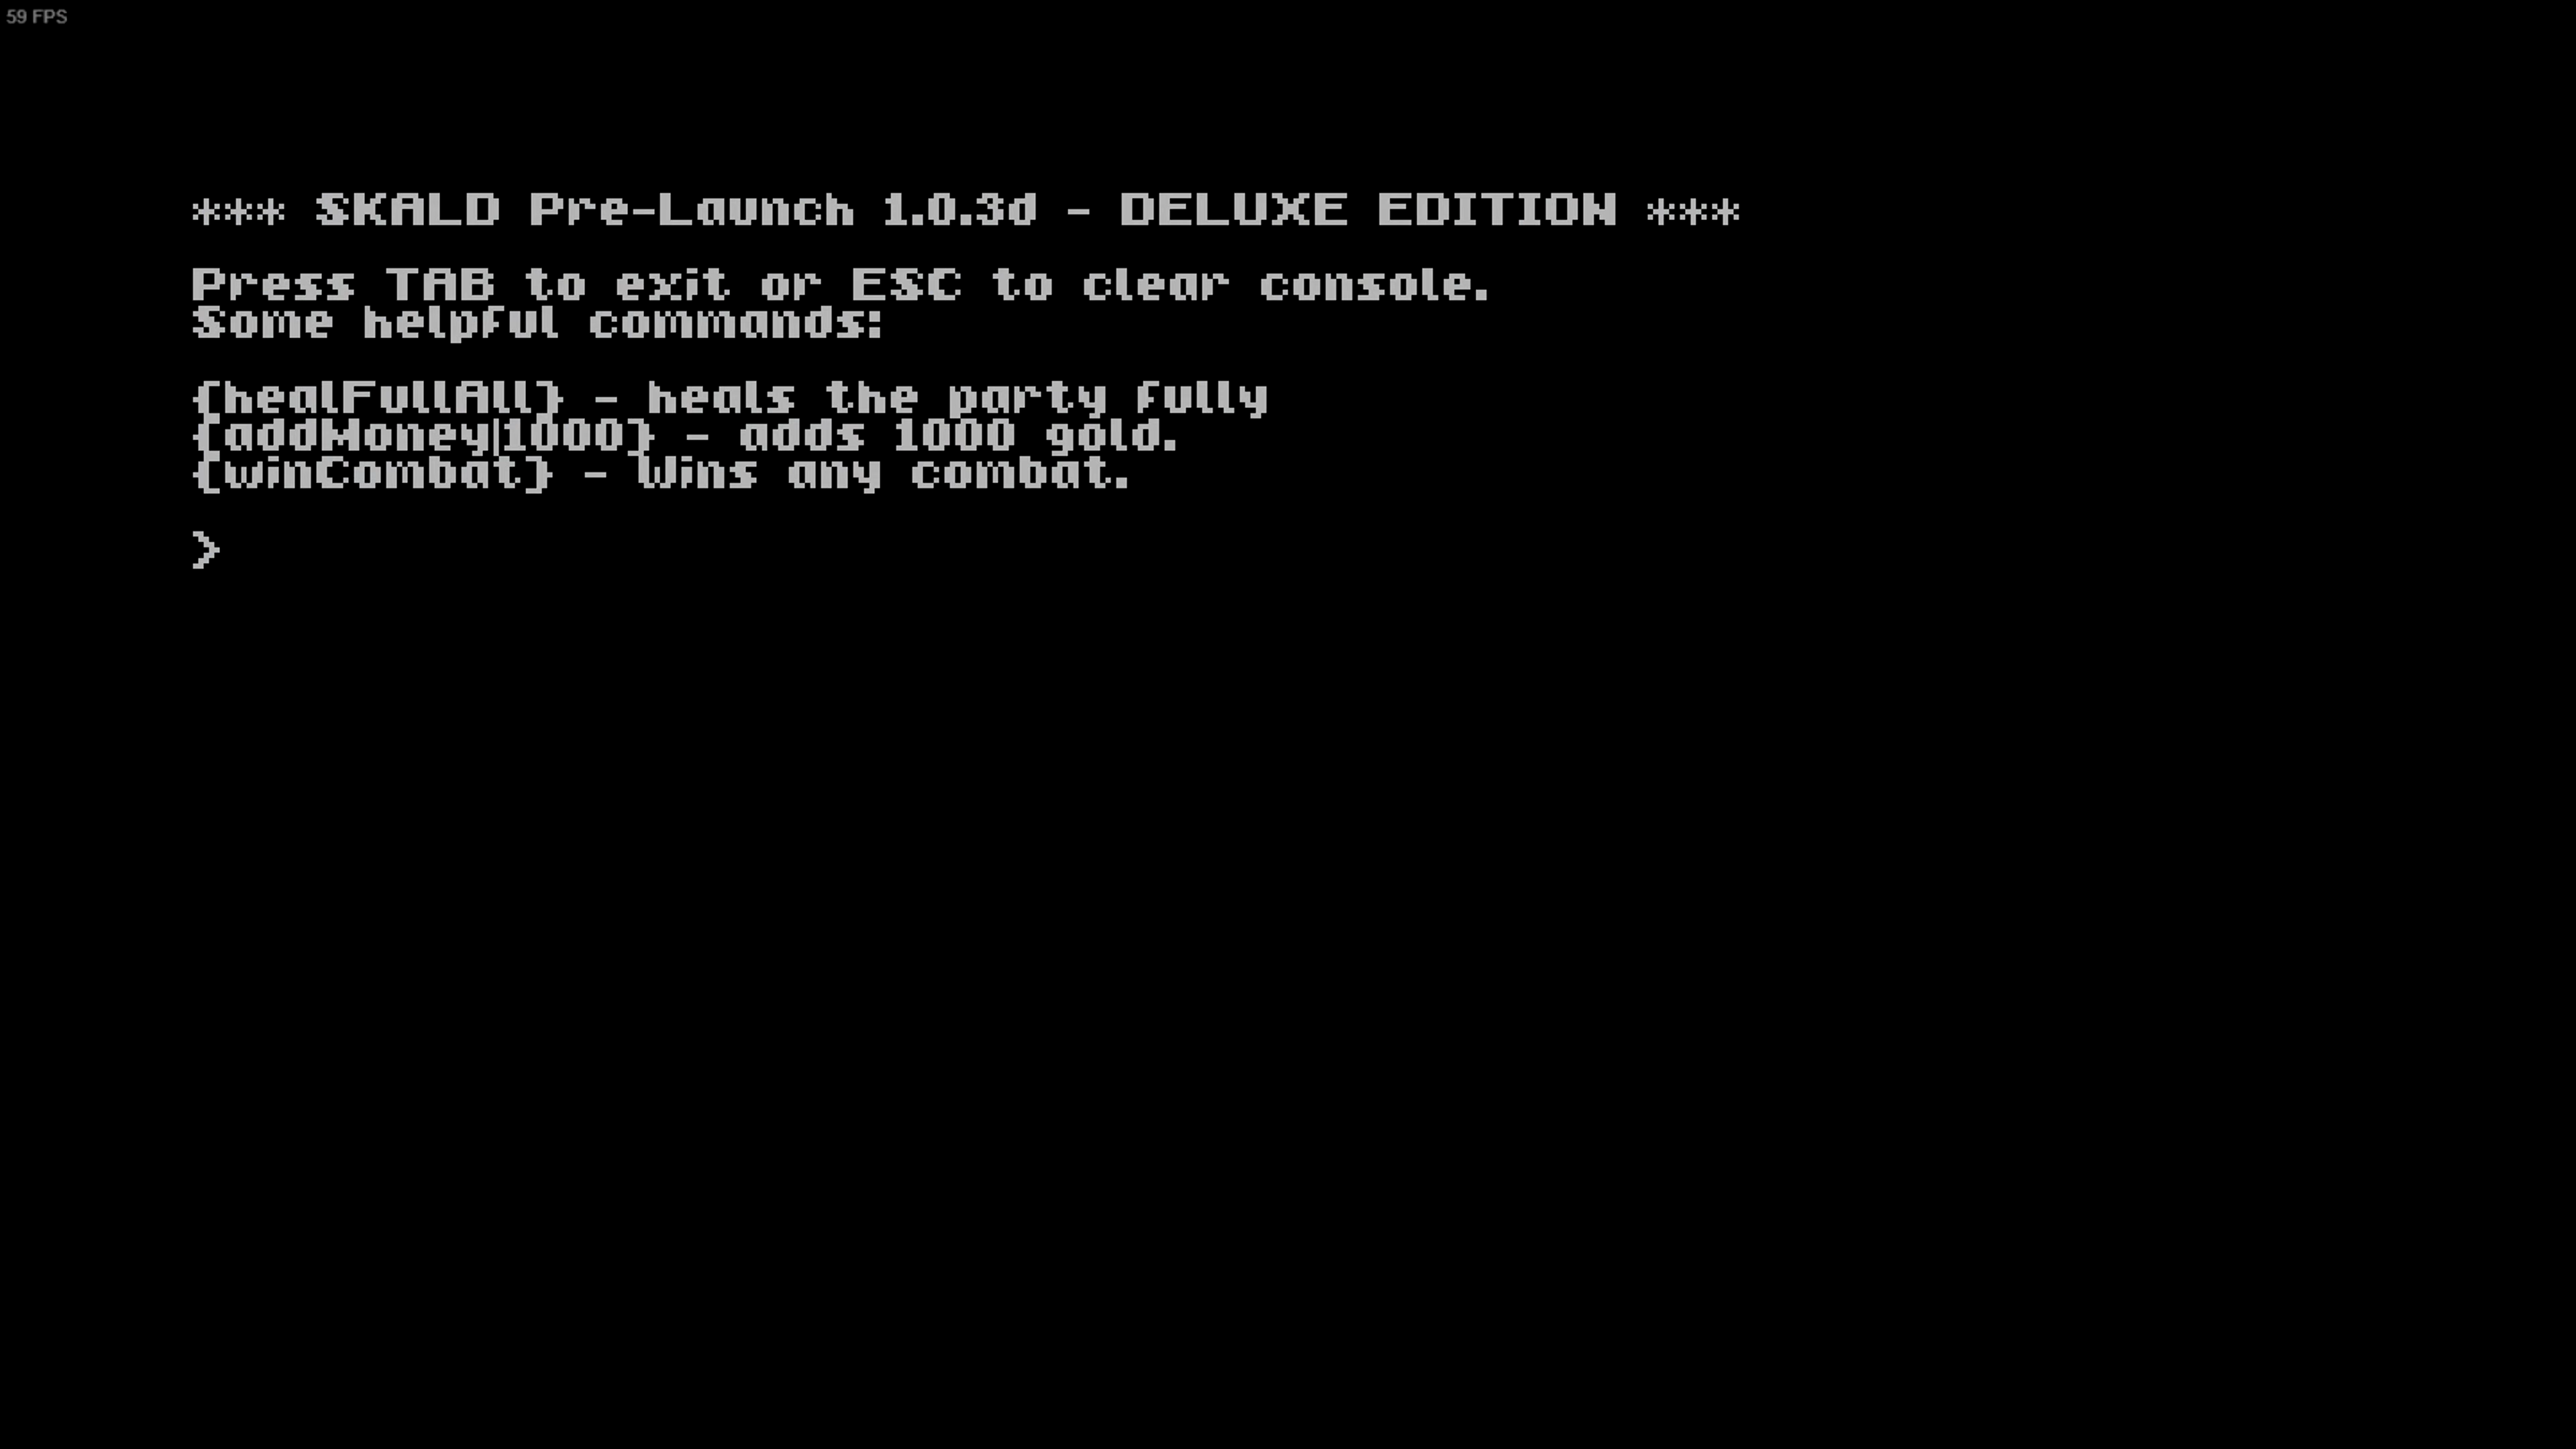 59 FPS
*** SKALD Pre-Launch 1.0.3d - DELUXE EDITION ***
Press TAB to exit or ESC to clear console.
Some helpful commands:
{healFullAll} - heals the party fully
{addMoney|1000} - adds 1000 gold.
{winCombat} - Wins any combat.
>